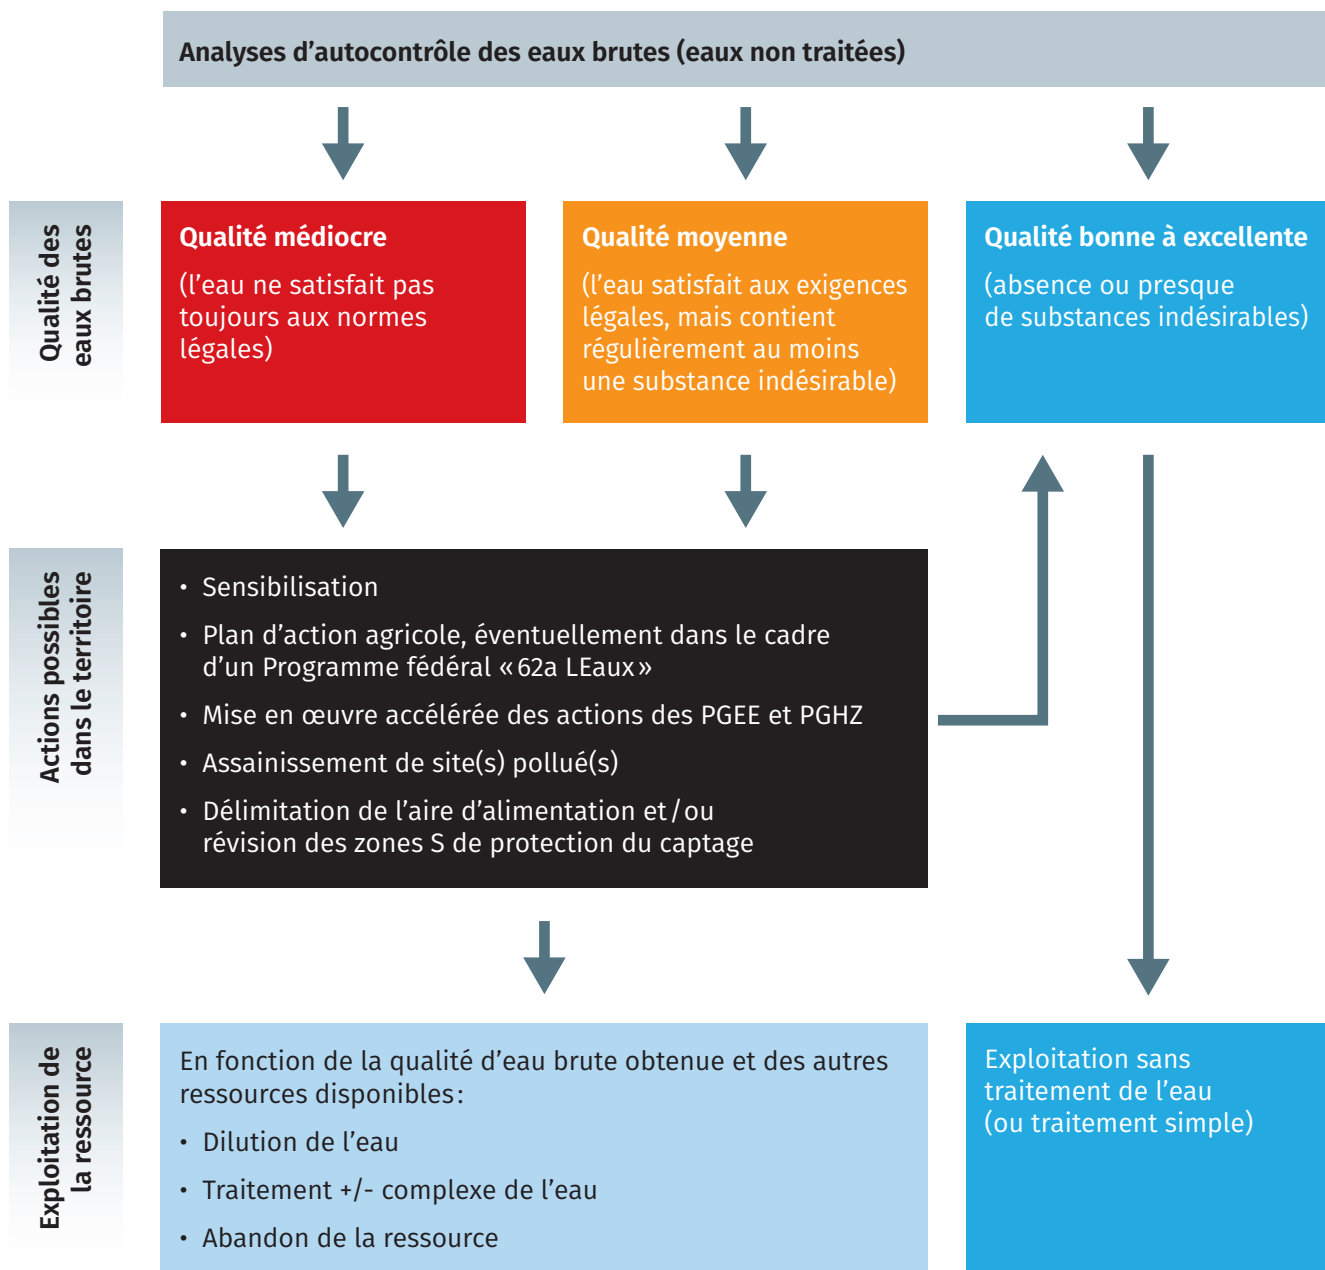 Analyses d’autocontrôle des eaux brutes (eaux non traitées)
Qualité des
eaux brutes
Qualité médiocre
(l’eau ne satisfait pas
toujours aux normes
légales)
Qualité moyenne
(l’eau satisfait aux exigences
légales, mais contient
régulièrement au moins
une substance indésirable)
Qualité bonne à excellente
(absence ou presque
de substances indésirables)
Actions possibles
dans le territoire
• Sensibilisation
• Plan d’action agricole, éventuellement dans le cadre
d’un Programme fédéral «62a LEaux»
• Mise en œuvre accélérée des actions des PGEE et PGHZ
• Assainissement de site(s) pollué(s)
• Délimitation de l’aire d’alimentation et/ou
révision des zones S de protection du captage
Exploitation de
la ressource
En fonction de la qualité d’eau brute obtenue et des autres
ressources disponibles:
• Dilution de l’eau
• Traitement +/- complexe de l’eau
• Abandon de la ressource
Exploitation sans
traitement de l’eau
(ou traitement simple)